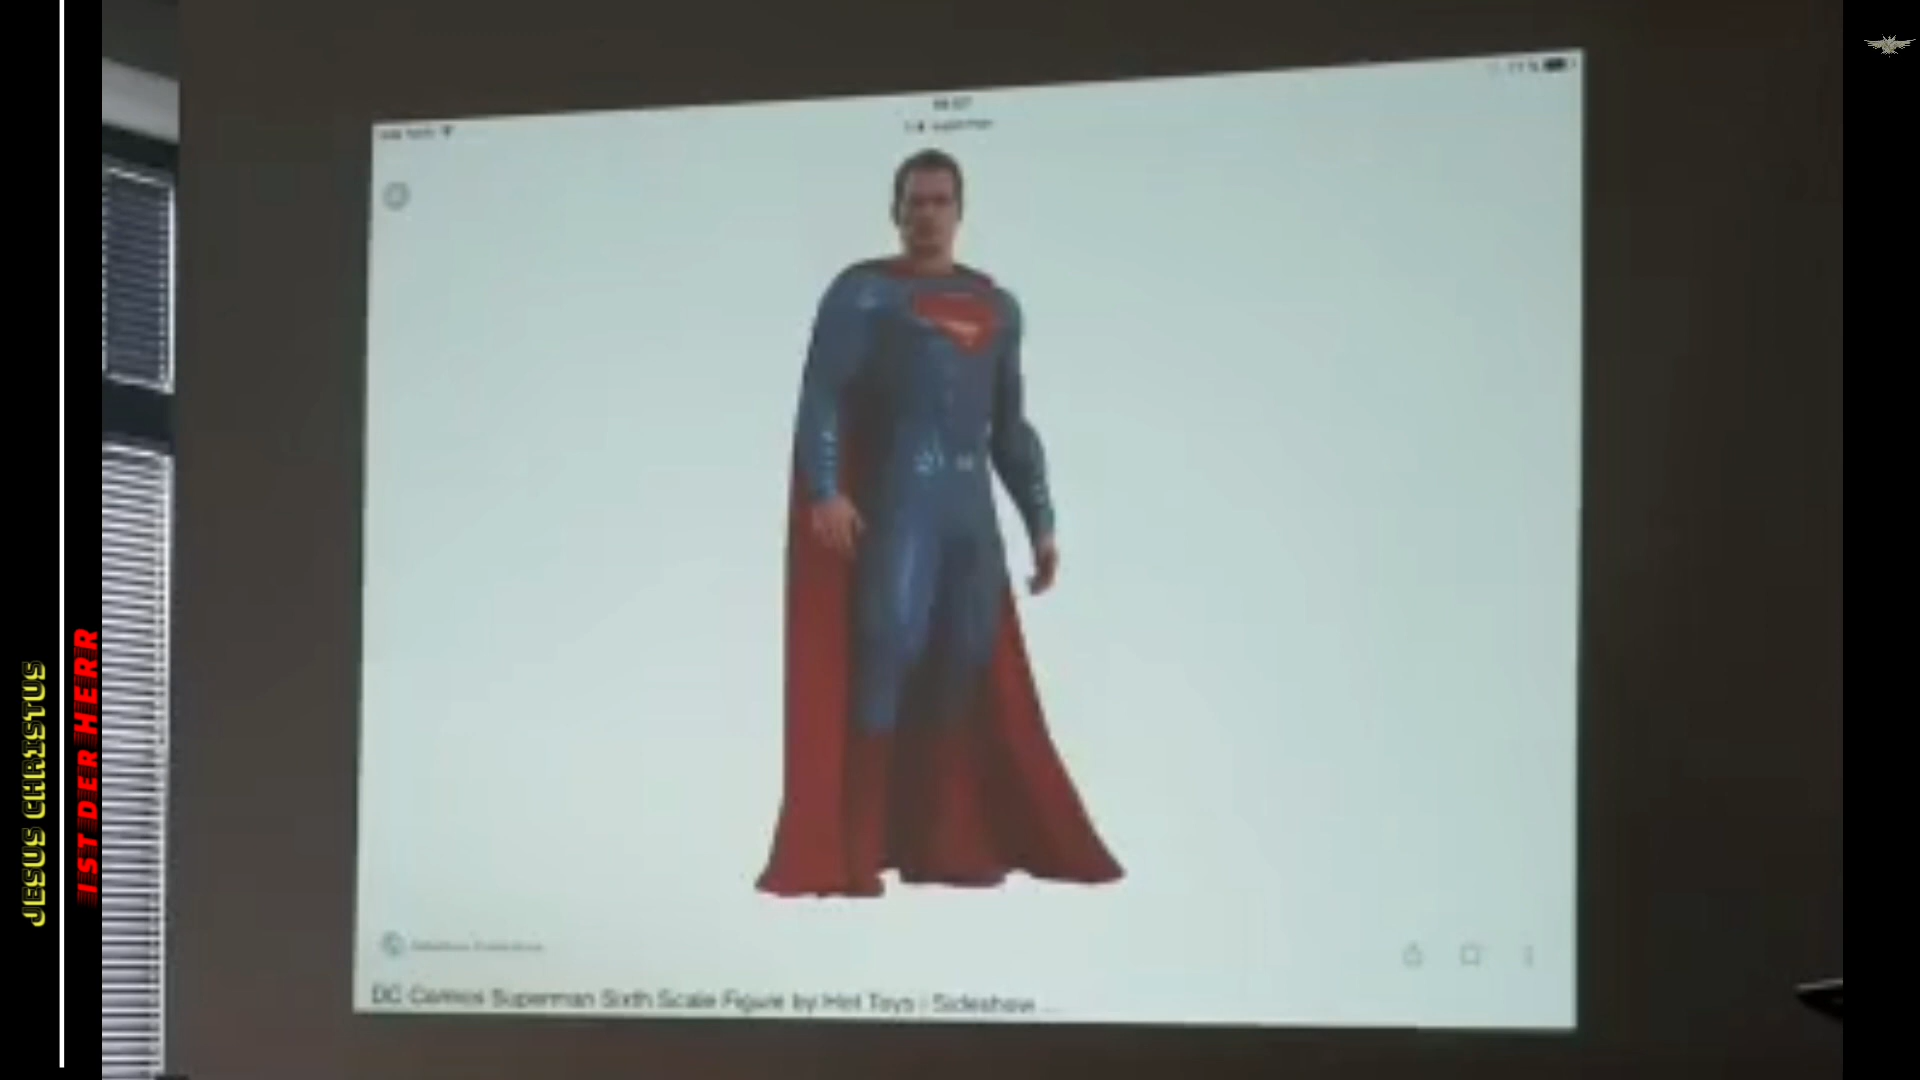 JESUS CHRISTUS
IST DER HERR
DC Comics Superman Sixth Scale Figure by Hot Toys | Sideshow ...